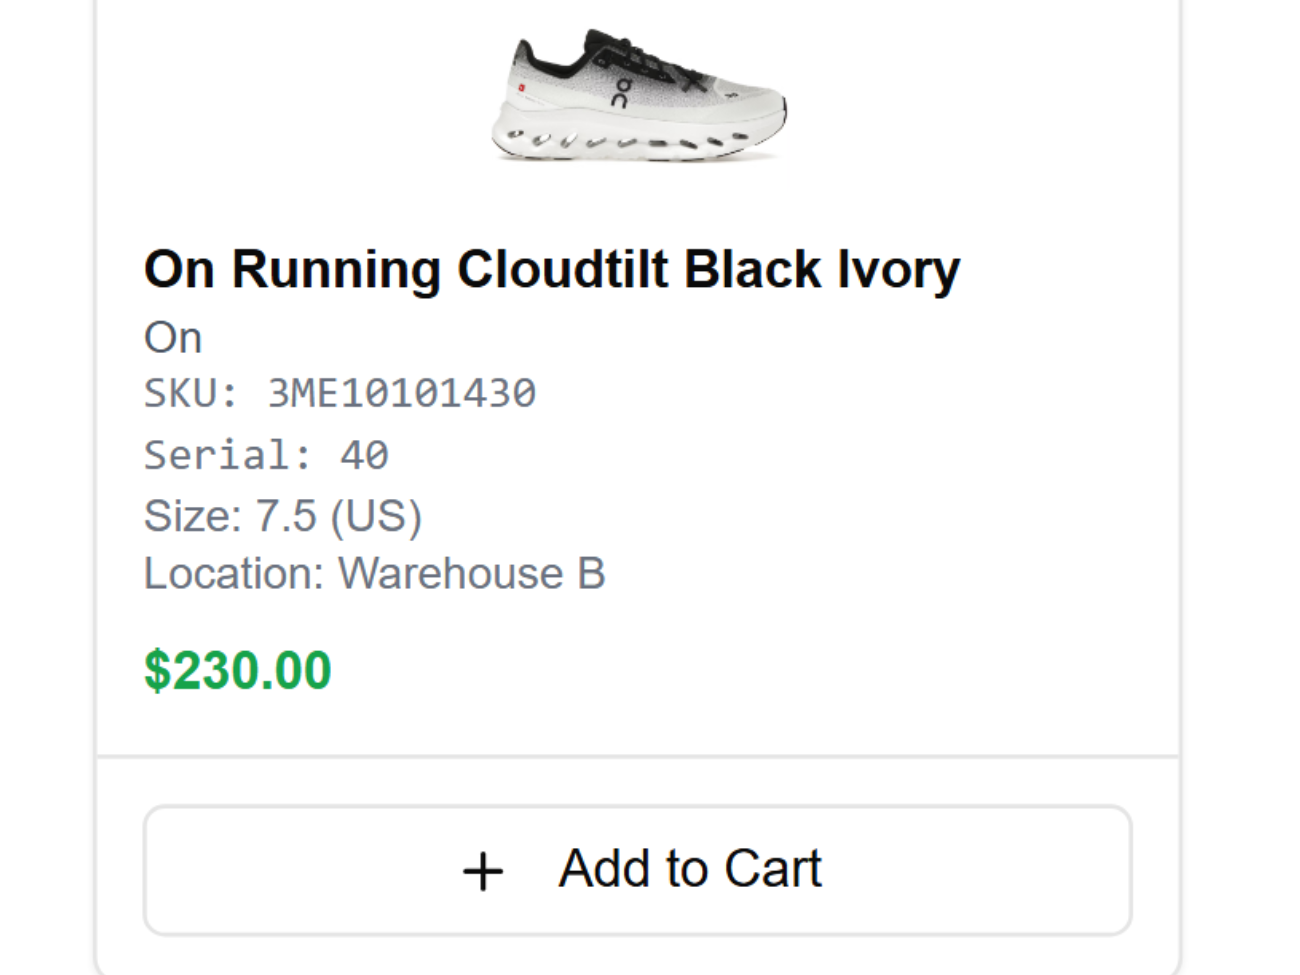 On Running Cloudtilt Black Ivory
On
SKU: 3ME10101430
Serial: 40
Size: 7.5 (US)
Location: Warehouse B
$230.00
+ Add to Cart